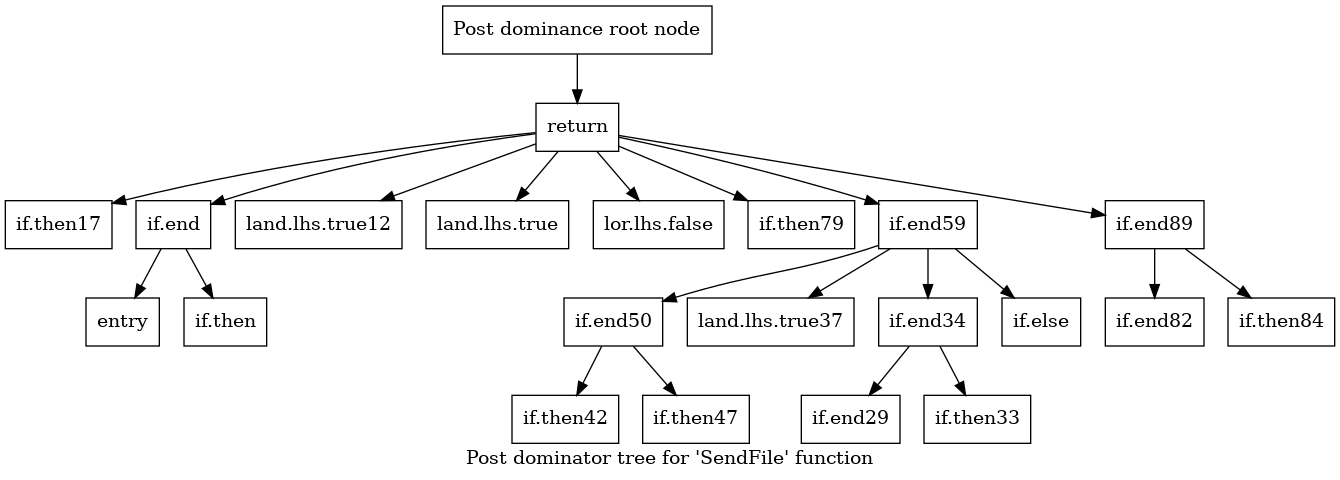 Post dominance root node
return
if.then17
if.end
land.lhs.true12
land.lhs.true
lor.lhs.false
if.then79
if.end59
if.end89
entry
if.then
if.end50
land.lhs.true37
if.end34
if.else
if.end82
if.then84
if.then42
if.then47
if.end29
if.then33
Post dominator tree for 'SendFile' function